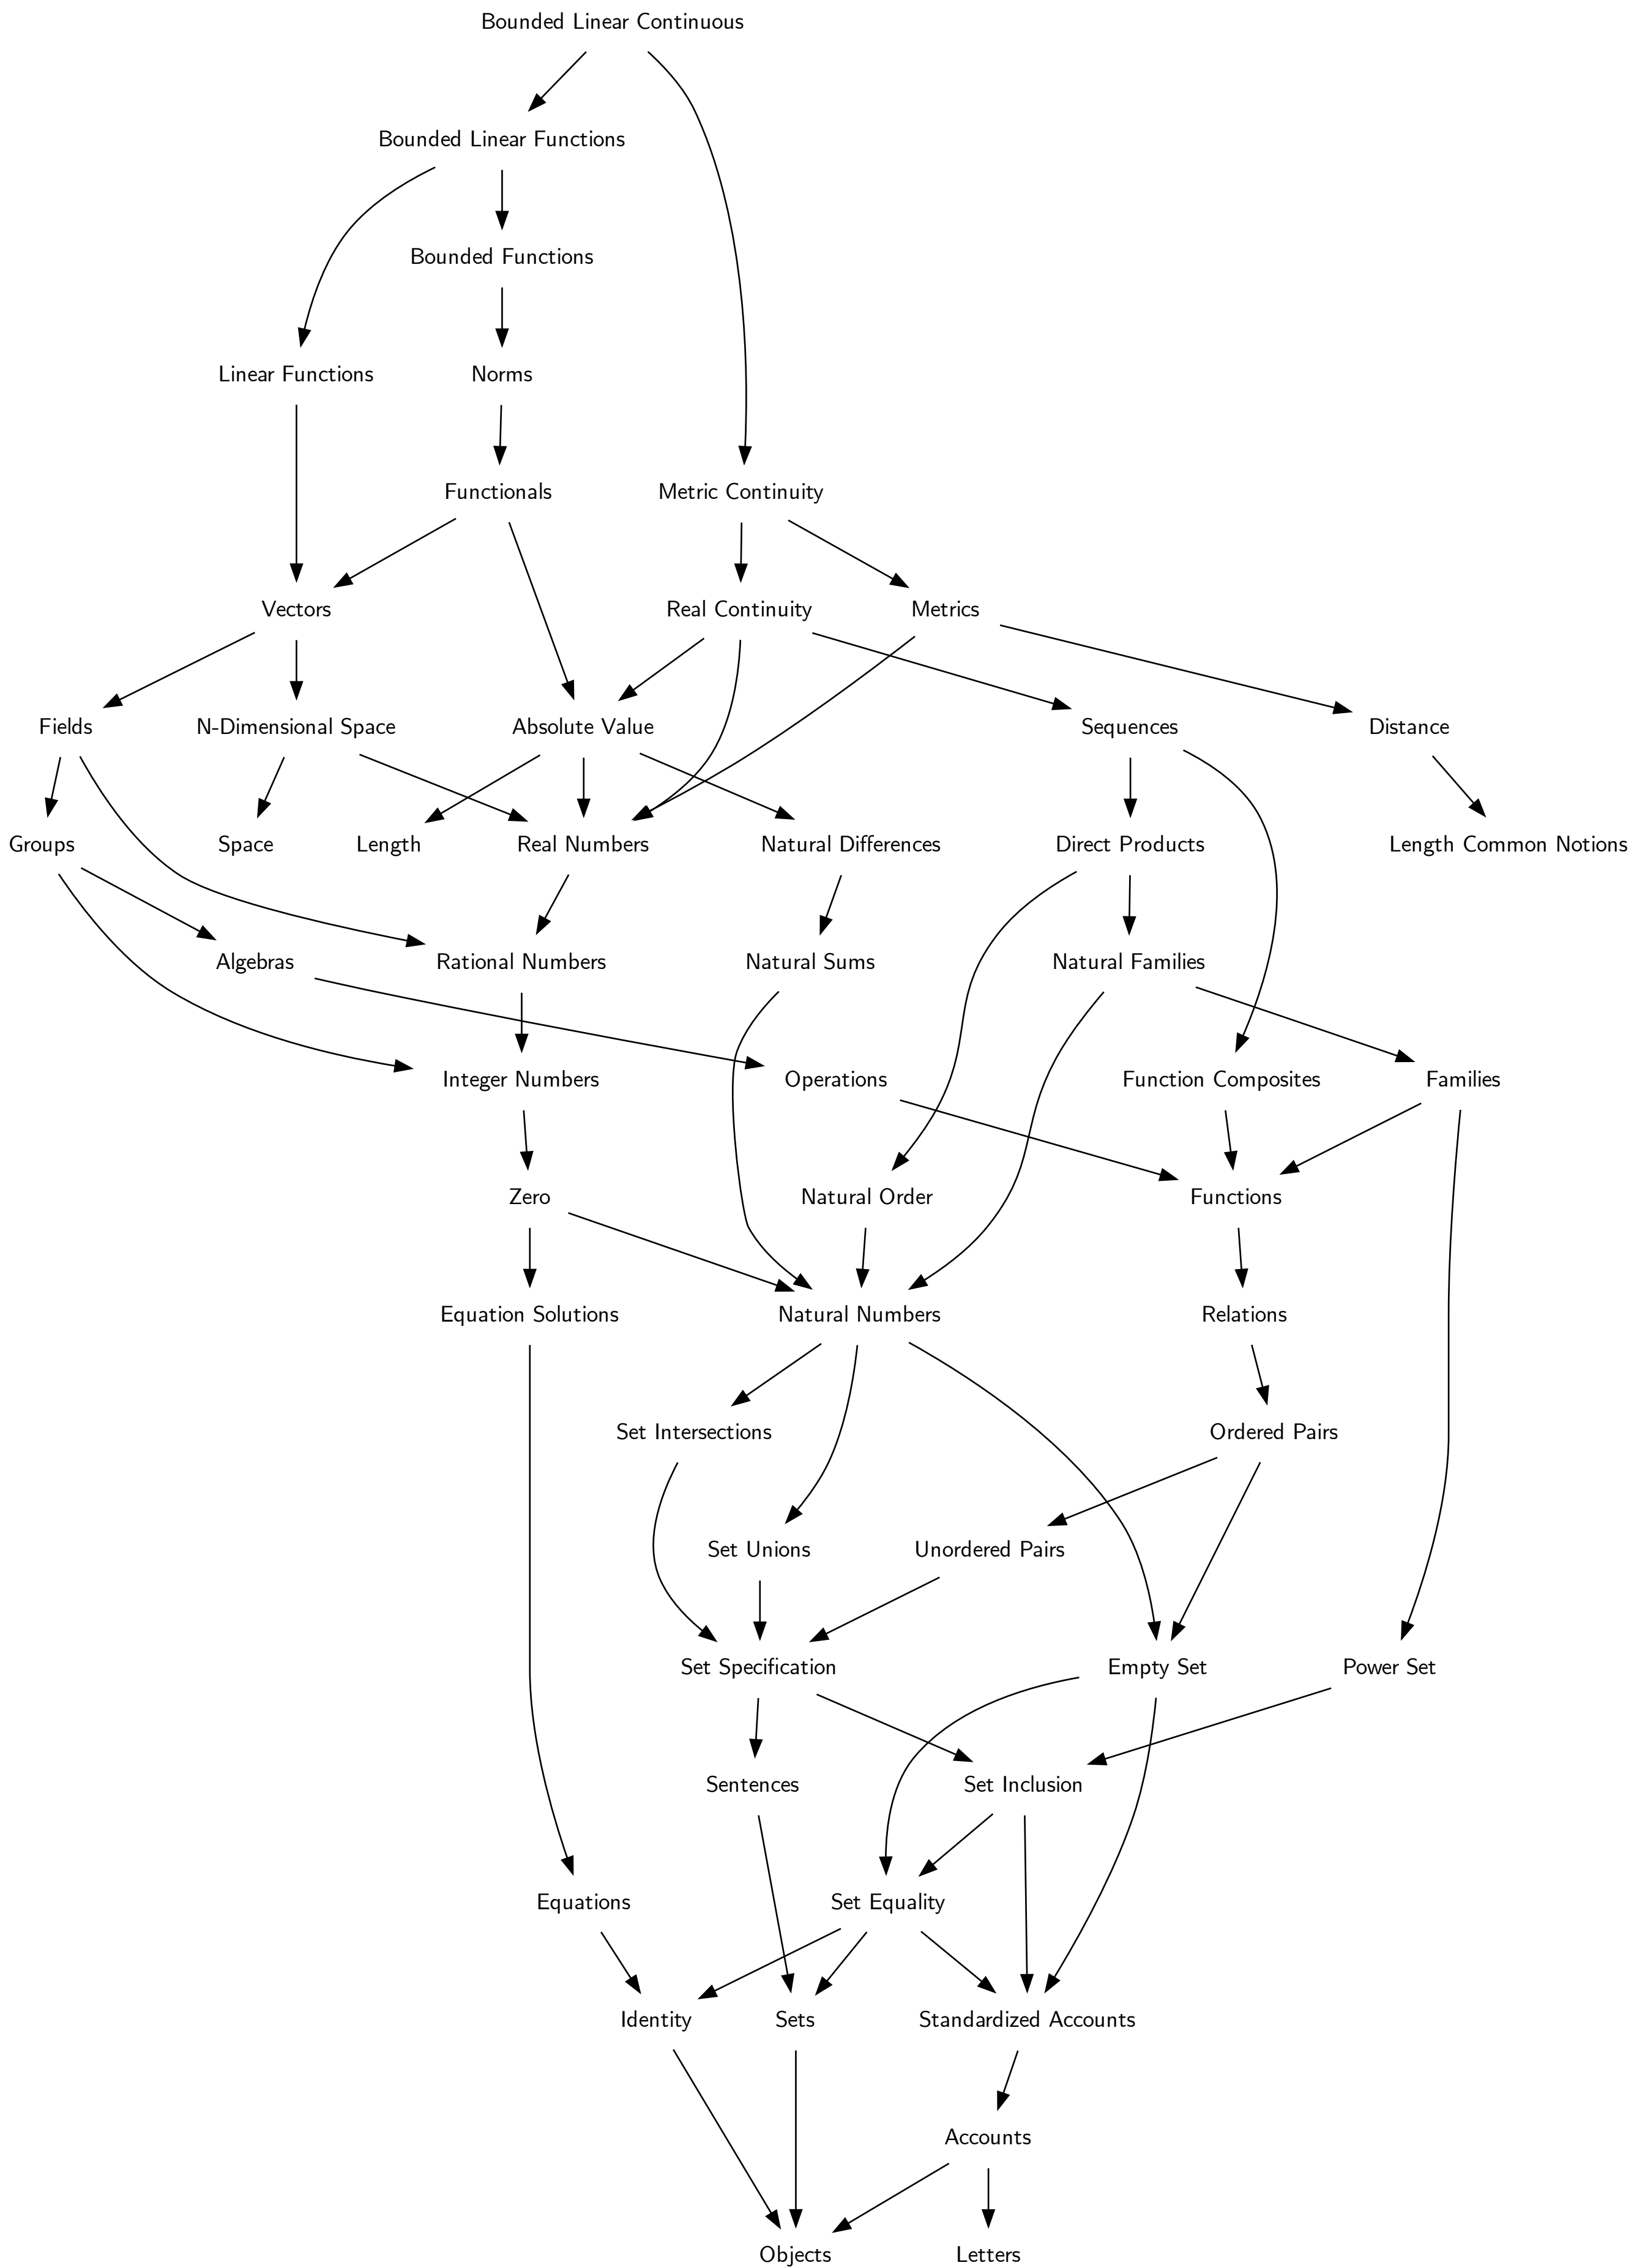 Bounded Linear Continuous
Bounded Linear Functions
Bounded Functions
Linear Functions
Norms
Functionals
Metric Continuity
Vectors
Real Continuity
Metrics
Fields
N-Dimensional Space
Absolute Value
Sequences
Distance
Groups
Space
Length
Real Numbers
Natural Differences
Direct Products
Length Common Notions
Algebras
Rational Numbers
Natural Sums
Natural Families
Integer Numbers
Operations
Function Composites
Families
Zero
Natural Order
Functions
Equation Solutions
Natural Numbers
Relations
Set Intersections
Ordered Pairs
Set Unions
Unordered Pairs
Set Specification
Empty Set
Power Set
Sentences
Set Inclusion
Equations
Set Equality
Identity
Sets
Standardized Accounts
Accounts
Objects
Letters